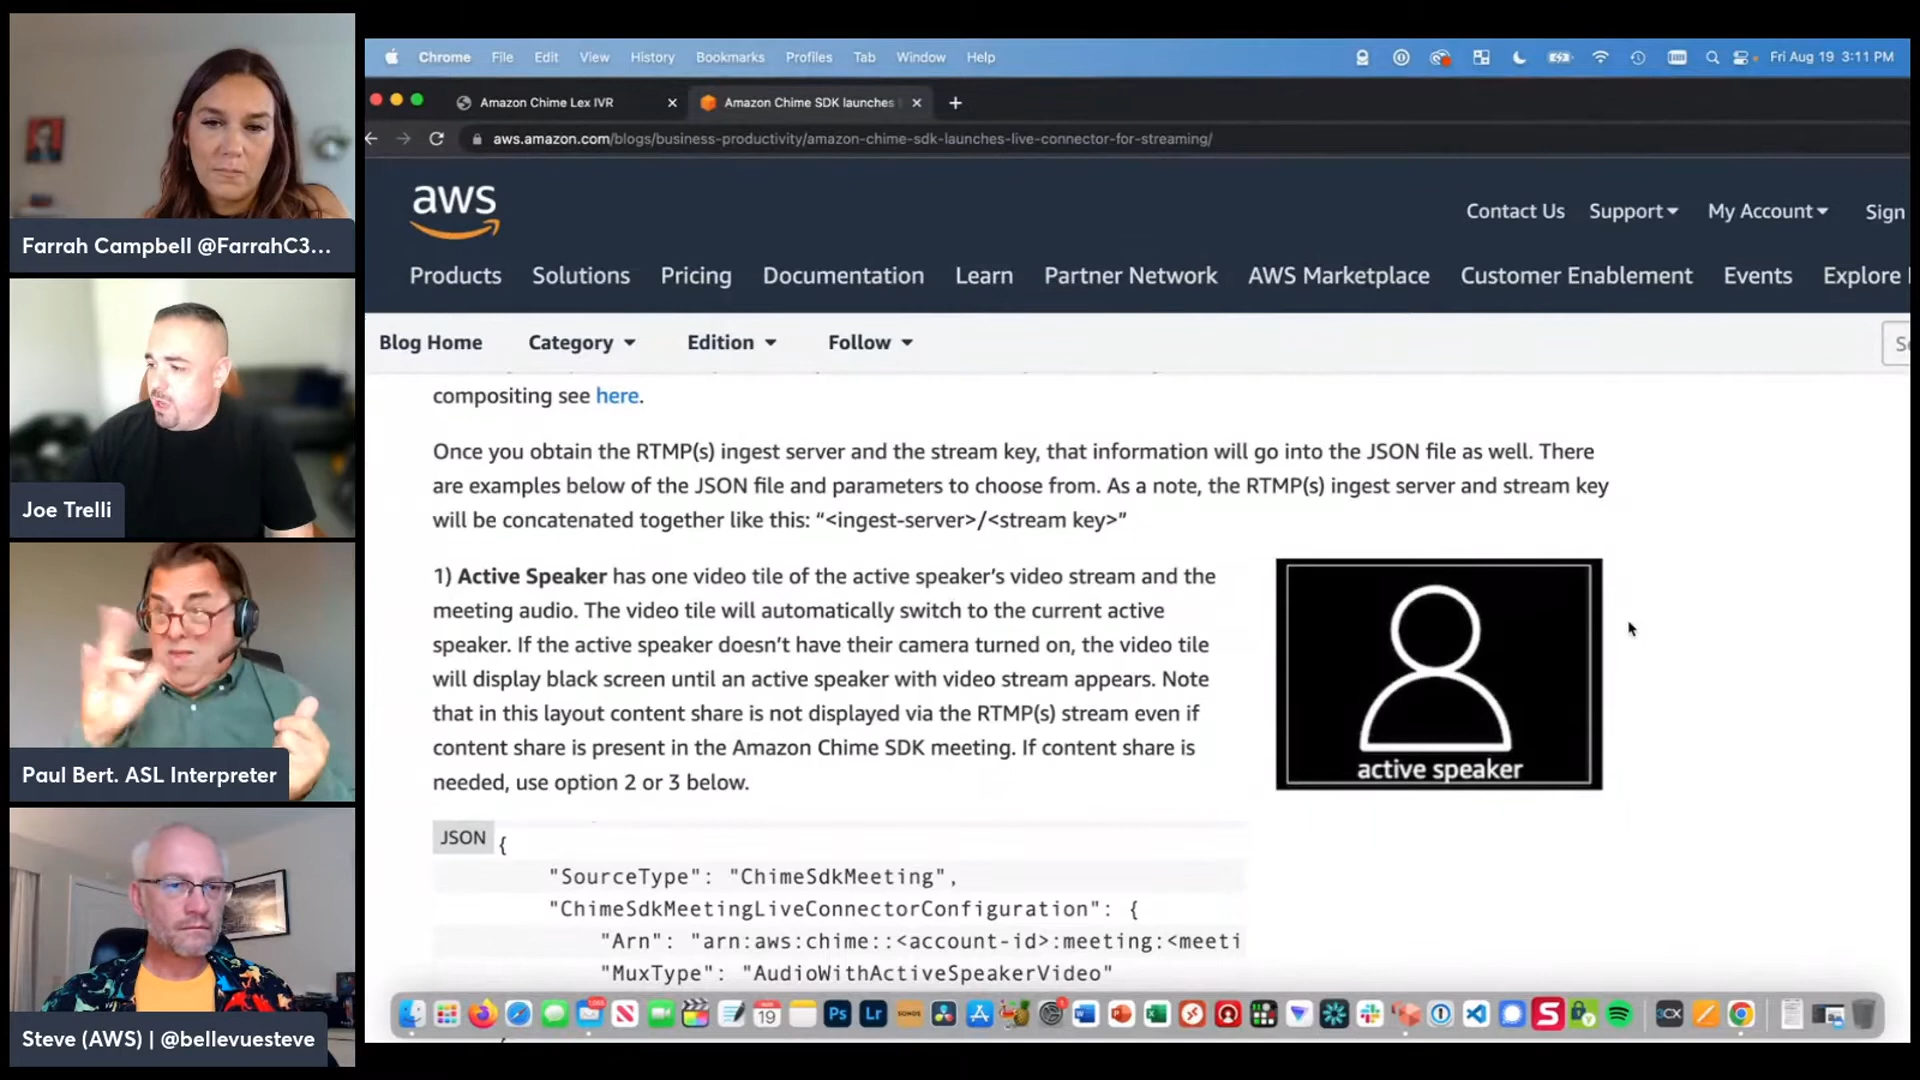 Farrah Campbell @FarrahC3...
Joe Trelli
Paul Bert. ASL Interpreter
Steve (AWS) | @bellevuesteve
Chrome File Edit View History Bookmarks Profiles Tab Window Help
Fri Aug 19 3:11 PM
Amazon Chime Lex IVR
Amazon Chime SDK launches
aws.amazon.com/blogs/business-productivity/amazon-chime-sdk-launches-live-connector-for-streaming/
aws
Contact Us Support My Account Sign
Products Solutions Pricing Documentation Learn Partner Network AWS Marketplace Customer Enablement Events Explore
Blog Home Category Edition Follow
compositing see here.
Once you obtain the RTMP(s) ingest server and the stream key, that information will go into the JSON file as well. There
are examples below of the JSON file and parameters to choose from. As a note, the RTMP(s) ingest server and stream key
will be concatenated together like this: “<ingest-server>/<stream key>”
1) Active Speaker has one video tile of the active speaker’s video stream and the
meeting audio. The video tile will automatically switch to the current active
speaker. If the active speaker doesn’t have their camera turned on, the video tile
will display black screen until an active speaker with video stream appears. Note
that in this layout content share is not displayed via the RTMP(s) stream even if
content share is present in the Amazon Chime SDK meeting. If content share is
needed, use option 2 or 3 below.
active speaker
JSON
{
"SourceType": "ChimeSdkMeeting",
"ChimeSdkMeetingLiveConnectorConfiguration": {
"Arn": "arn:aws:chime::<account-id>:meeting:<meeti
"MuxType": "AudioWithActiveSpeakerVideo"
19
Ps
Lr
SONOS
3CX